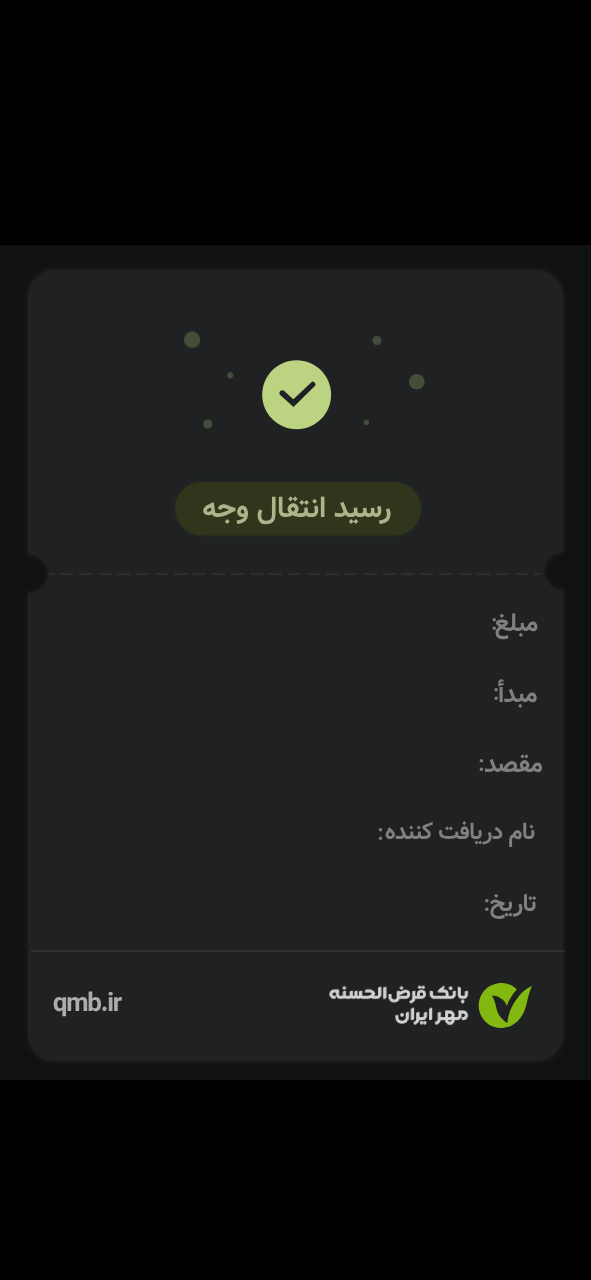 رسید انتقال وجه
مبلغ:
مبدأ:
مقصد:
نام دریافت کننده:
تاریخ:
بانک قرض‌الحسنه
مهر ایران
qmb.ir